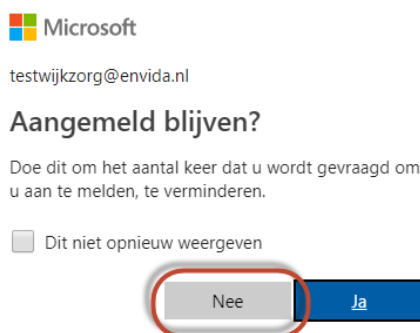 Microsoft
testwijkzorg@envida.nl
Aangemeld blijven?
Doe dit om het aantal keer dat u wordt gevraagd om
u aan te melden, te verminderen.
Dit niet opnieuw weergeven
Nee
Ja